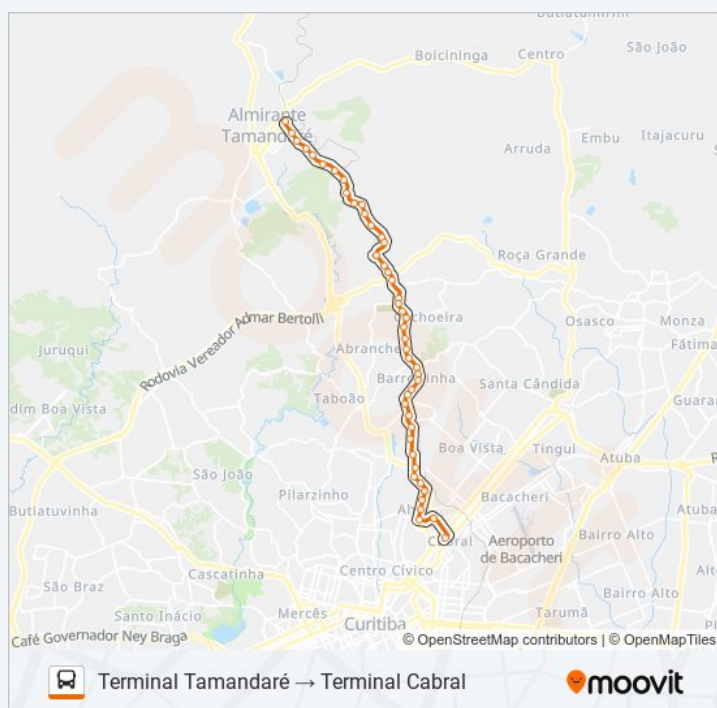 Butiatumirim
São João
Boicininga
Centro
Almirante
Tamandaré
Embu
Itajacuru
Arruda
Roça Grande
Rodovia Vereador Admar Bertolli
Cachoeira
Osasco
Monza
Juruqui
Abranches
Fátima
Barreirinha
Santa Cândida
Taboão
Guara
dim Boa Vista
Boa Vista
Tingui
Atuba
R
São João
Pilarzinho
Bacacheri
Butiatuvinha
Ah
Atuba
Cabral
Aeroporto
de Bacacheri
Bairro Alto
Alto
Cascatinha
Centro Cívico
São Braz
Bairro Alto
Santo Inácio
Mercês
Tarumã
Café Governador Ney Braga
Curitiba
© OpenStreetMap contributors | © OpenMapTiles
Terminal Tamandaré → Terminal Cabral
moovit